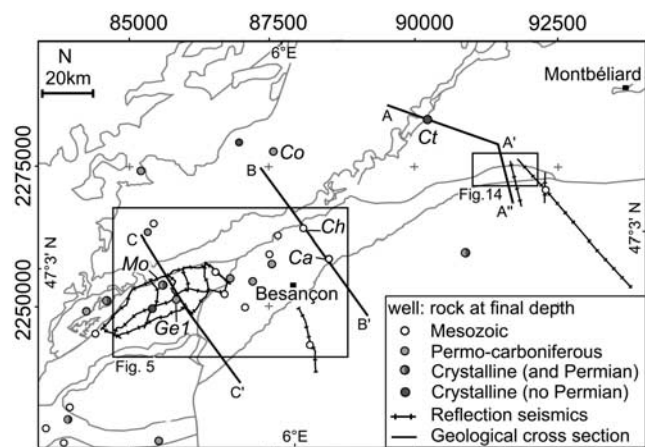 85000 87500 90000 92500
N
20km
6°E
Montbéliard
2275000
A
Ct
A'
Co
B
Fig.14
A''
47°3' N
47°3' N
Ch
C
Mo
Ca
Besançon
2250000
Ge1
B'
Fig. 5
C'
6°E
well: rock at final depth
Mesozoic
Permo-carboniferous
Crystalline (and Permian)
Crystalline (no Permian)
Reflection seismics
Geological cross section